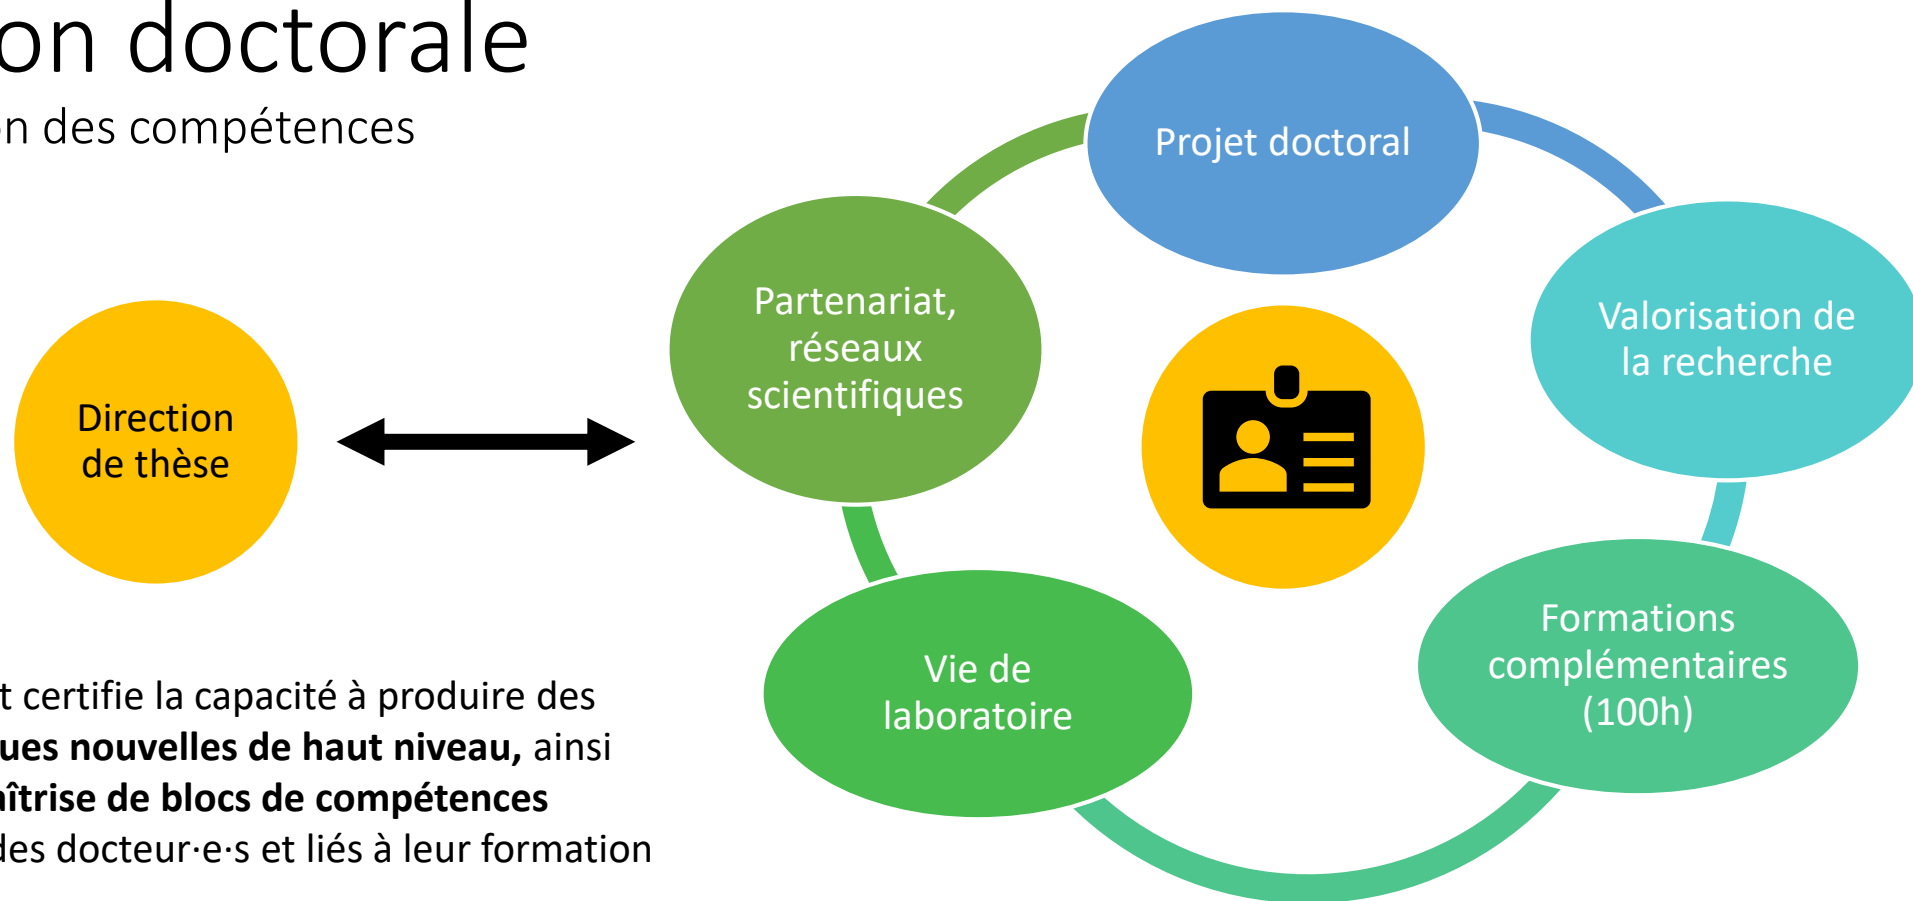 on doctorale
on des compétences
Projet doctoral
Partenariat,
réseaux
scientifiques
Valorisation de
la recherche
Direction
de thèse
Formations
complémentaires
(100h)
Vie de
laboratoire
t certifie la capacité à produire des
ues nouvelles de haut niveau, ainsi
aîtrise de blocs de compétences
des docteur·e·s et liés à leur formation